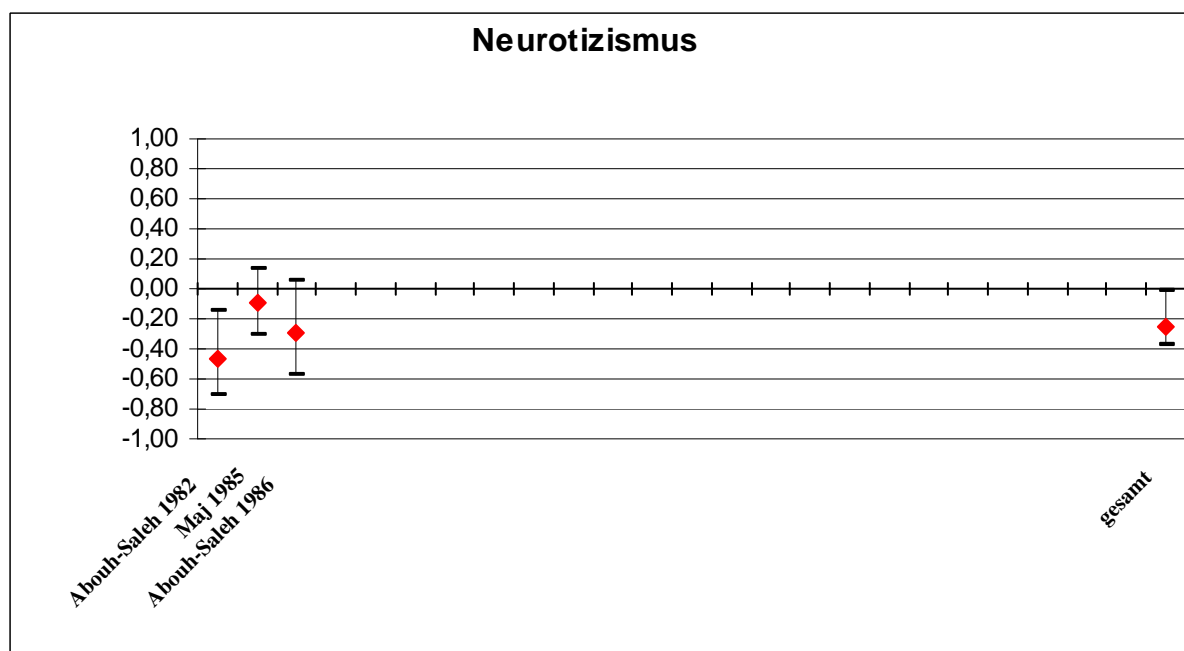 Neurotizismus
1,00
0,80
0,60
0,40
0,20
0,00
-0,20
-0,40
-0,60
-0,80
-1,00
Abouh-Saleh 1982
Maj 1985
Abouh-Saleh 1986
gesamt